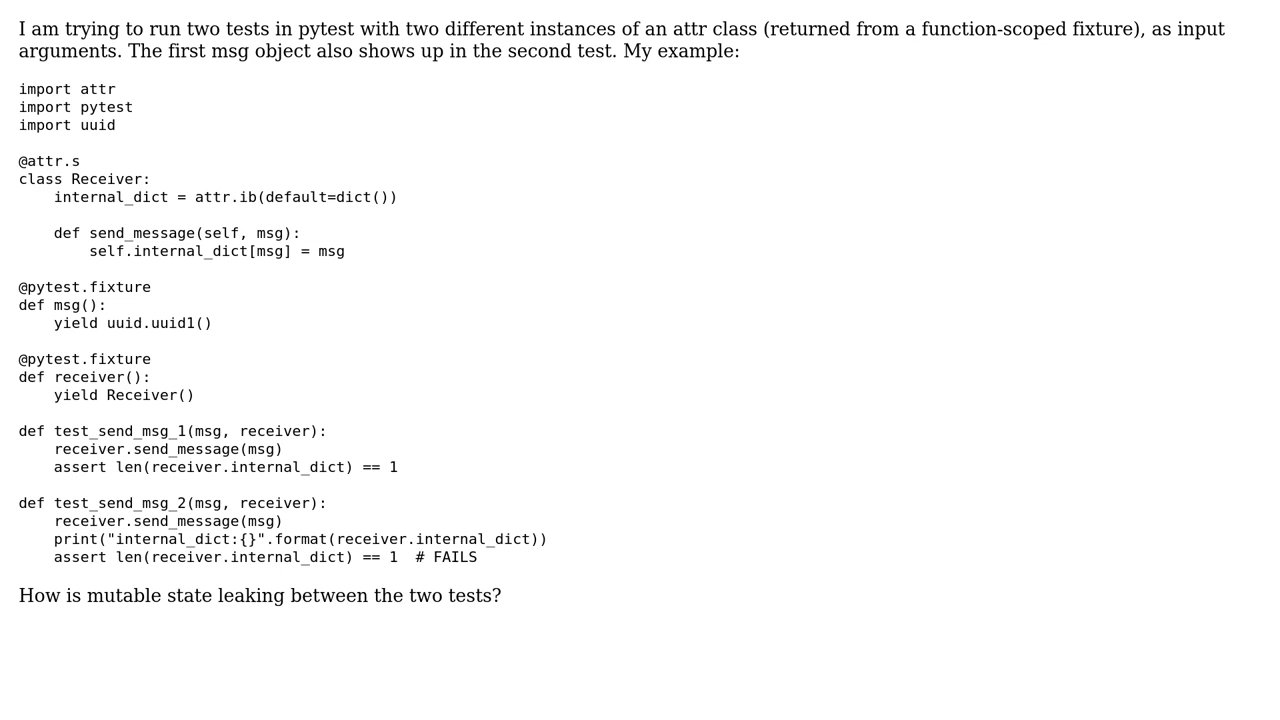 I am trying to run two tests in pytest with two different instances of an attr class (returned from a function-scoped fixture), as input
arguments. The first msg object also shows up in the second test. My example:
import attr
import pytest
import uuid
@attr.s
class Receiver:
    internal_dict = attr.ib(default=dict())
    def send_message(self, msg):
        self.internal_dict[msg] = msg
@pytest.fixture
def msg():
    yield uuid.uuid1()
@pytest.fixture
def receiver():
    yield Receiver()
def test_send_msg_1(msg, receiver):
    receiver.send_message(msg)
    assert len(receiver.internal_dict) == 1
def test_send_msg_2(msg, receiver):
    receiver.send_message(msg)
    print("internal_dict:{}".format(receiver.internal_dict))
    assert len(receiver.internal_dict) == 1  # FAILS
How is mutable state leaking between the two tests?